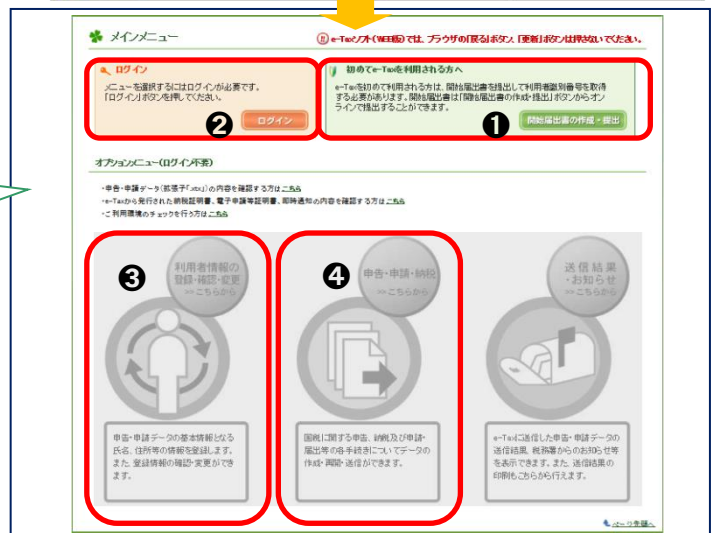 メインメニュー
e-Taxソフト(WEB版)では、ブラウザの「戻る」ボタン、「更新」ボタンは押さないでください。
ログイン
メニューを選択するにはログインが必要です。
「ログイン」ボタンを押してください。
❷
ログイン
初めてe-Taxを利用される方へ
e-Taxを初めて利用される方は、開始届出書を提出して利用者識別番号を取得
する必要があります。開始届出書は「開始届出書の作成・提出」ボタンからオン
ラインで提出することができます。
❶
開始届出書の作成・提出
オプションメニュー(ログイン不要)
・申告・申請データ(拡張子「.xtx」)の内容を確認する方はこちら
・e-Taxから発行された納税証明書、電子申請等証明書、即時通知の内容を確認する方はこちら
・ご利用環境のチェックを行う方はこちら
❸
利用者情報の
登録・確認・変更
>>こちらから
申告・申請データの基本情報となる
氏名、住所等の情報を登録します。
また、登録情報の確認・変更ができ
ます。
❹
申告・申請・納税
>>こちらから
国税に関する申告、納税及び申請・
届出等の各手続きについてデータの
作成・再開・送信ができます。
送信結果
・お知らせ
>>こちらから
e-Taxに送信した申告・申請データの
送信結果、税務署からのお知らせ等
を表示できます。また、送信結果の
印刷もこちらから行えます。
ページ先頭へ